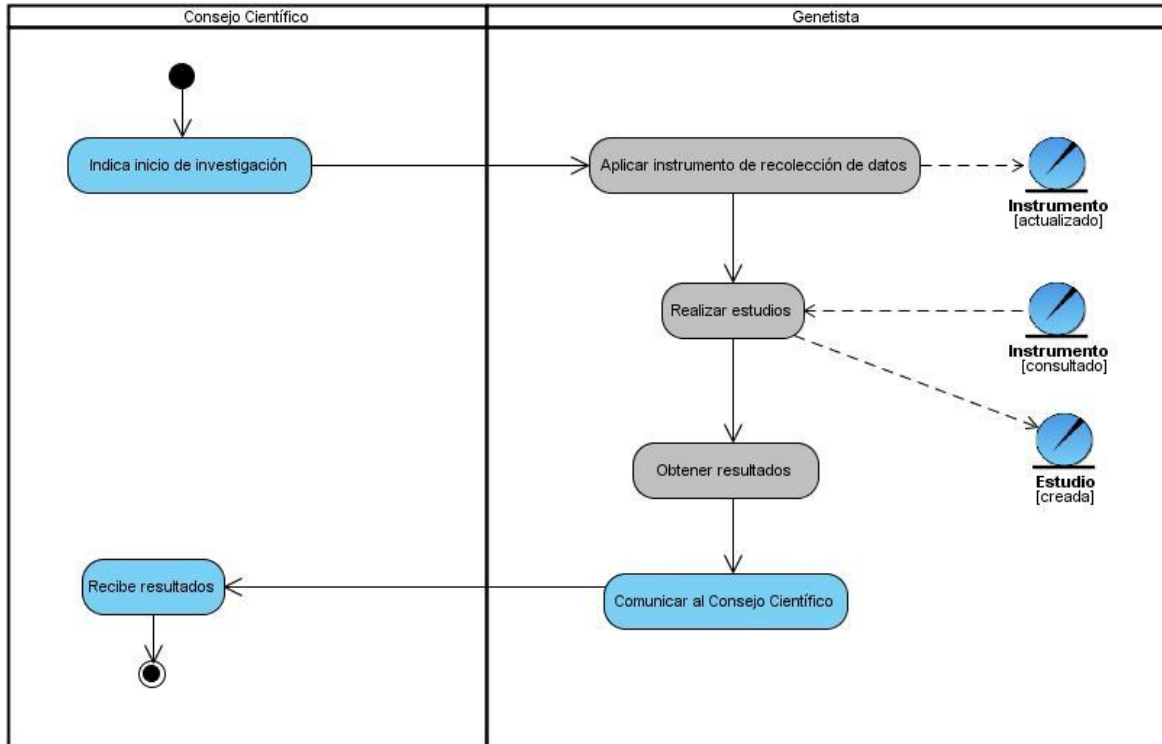 Consejo Científico
Genetista
Indica inicio de investigación
Aplicar instrumento de recolección de datos
Instrumento
[actualizado]
Realizar estudios
Instrumento
[consultado]
Obtener resultados
Estudio
[creada]
Recibe resultados
Comunicar al Consejo Científico